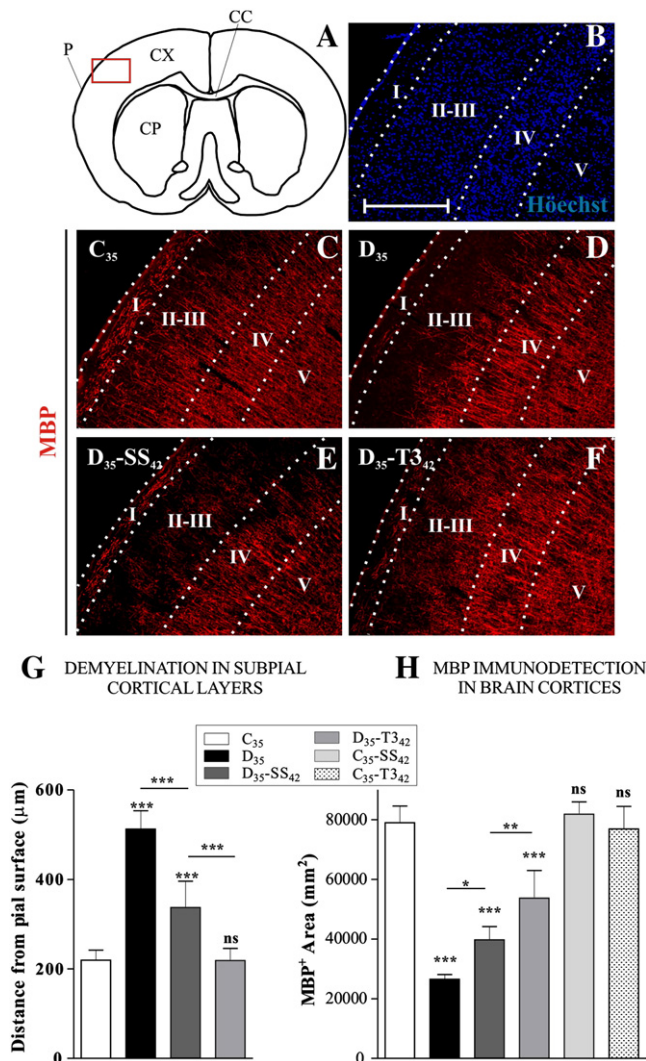 A
CC
P
CX
CP
B
I
II-III
IV
V
Höechst
MBP
C35
C
I
II-III
IV
V
D35
D
I
II-III
IV
V
D35-SS42
E
I
II-III
IV
V
D35-T342
F
I
II-III
IV
V
G DEMYELINATION IN SUBPIAL
CORTICAL LAYERS
H MBP IMMUNODETECTION
IN BRAIN CORTICES
C35
D35
D35-SS42
D35-T342
C35-SS42
C35-T342
Distance from pial surface (µm)
600
400
200
0
***
***
***
***
ns
MBP+ Area (mm2)
80000
60000
40000
20000
***
*
***
**
***
ns
ns